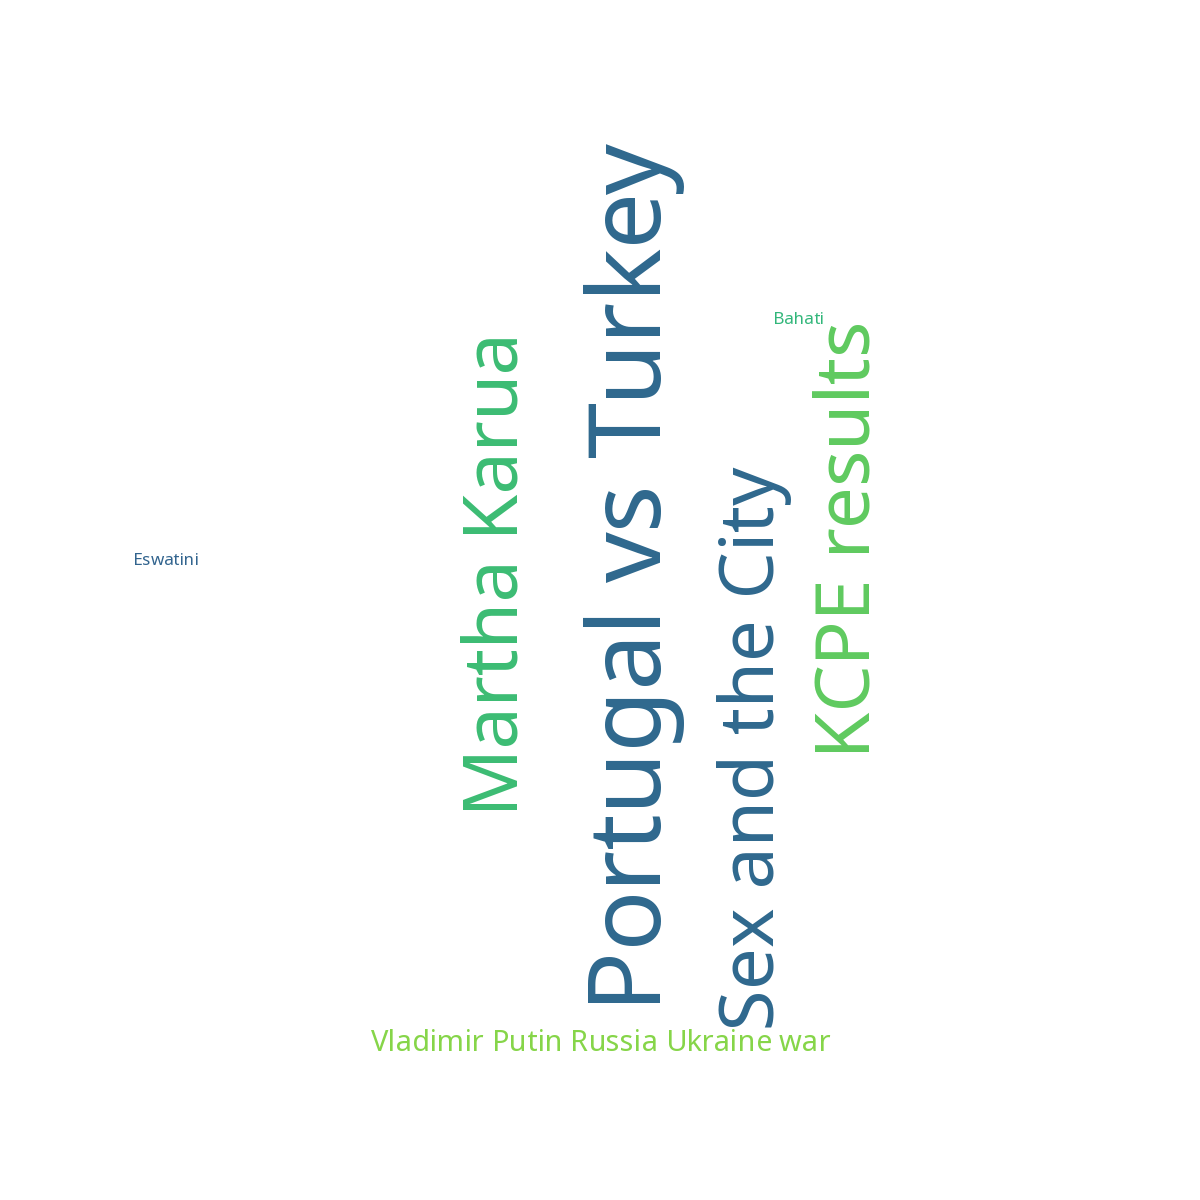 Martha Karua
Portugal vs Turkey
Sex and the City
KCPE results
Bahati
Eswatini
Vladimir Putin Russia Ukraine war